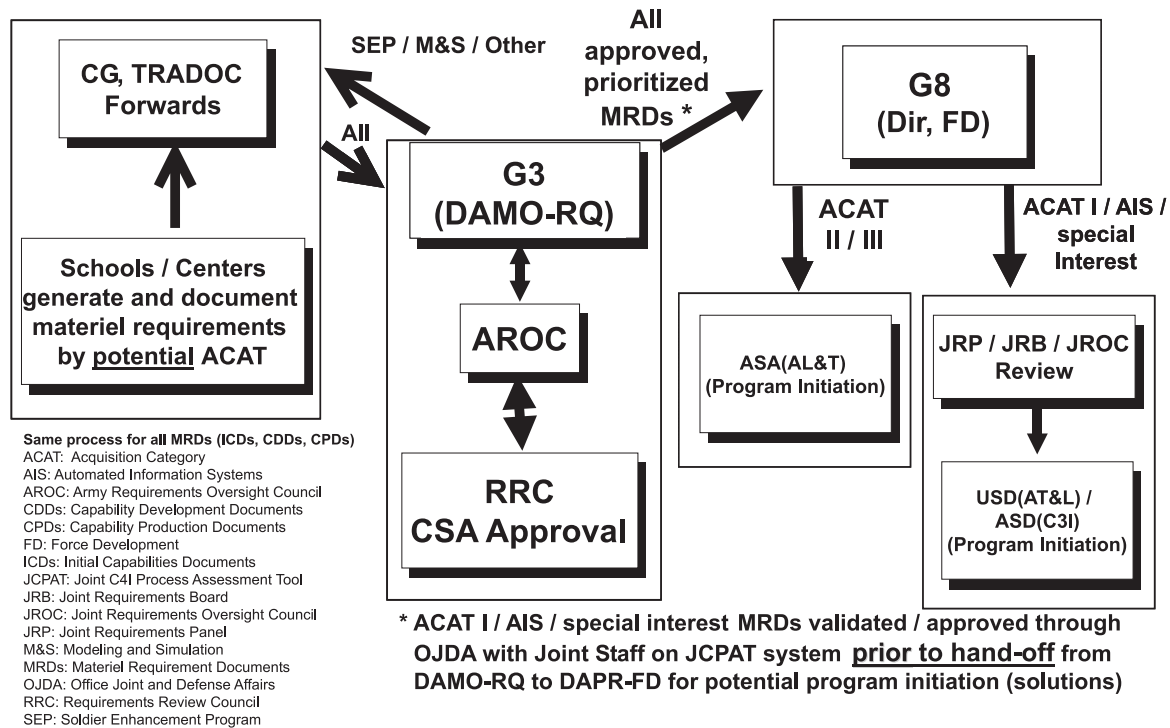 CG, TRADOC
Forwards
Schools / Centers
generate and document
materiel requirements
by potential ACAT
SEP / M&S / Other
All
G3
(DAMO-RQ)
AROC
RRC
CSA Approval
All
approved,
prioritized
MRDs *
G8
(Dir, FD)
ACAT
II / III
ACAT I / AIS /
special
Interest
ASA(AL&T)
(Program Initiation)
JRP / JRB / JROC
Review
USD(AT&L) /
ASD(C3I)
(Program Initiation)
Same process for all MRDs (ICDs, CDDs, CPDs)
ACAT: Acquisition Category
AIS: Automated Information Systems
AROC: Army Requirements Oversight Council
CDDs: Capability Development Documents
CPDs: Capability Production Documents
FD: Force Development
ICDs: Initial Capabilities Documents
JCPAT: Joint C4I Process Assessment Tool
JRB: Joint Requirements Board
JROC: Joint Requirements Oversight Council
JRP: Joint Requirements Panel
M&S: Modeling and Simulation
MRDs: Materiel Requirement Documents
OJDA: Office Joint and Defense Affairs
RRC: Requirements Review Council
SEP: Soldier Enhancement Program
* ACAT I / AIS / special interest MRDs validated / approved through
OJDA with Joint Staff on JCPAT system prior to hand-off from
DAMO-RQ to DAPR-FD for potential program initiation (solutions)